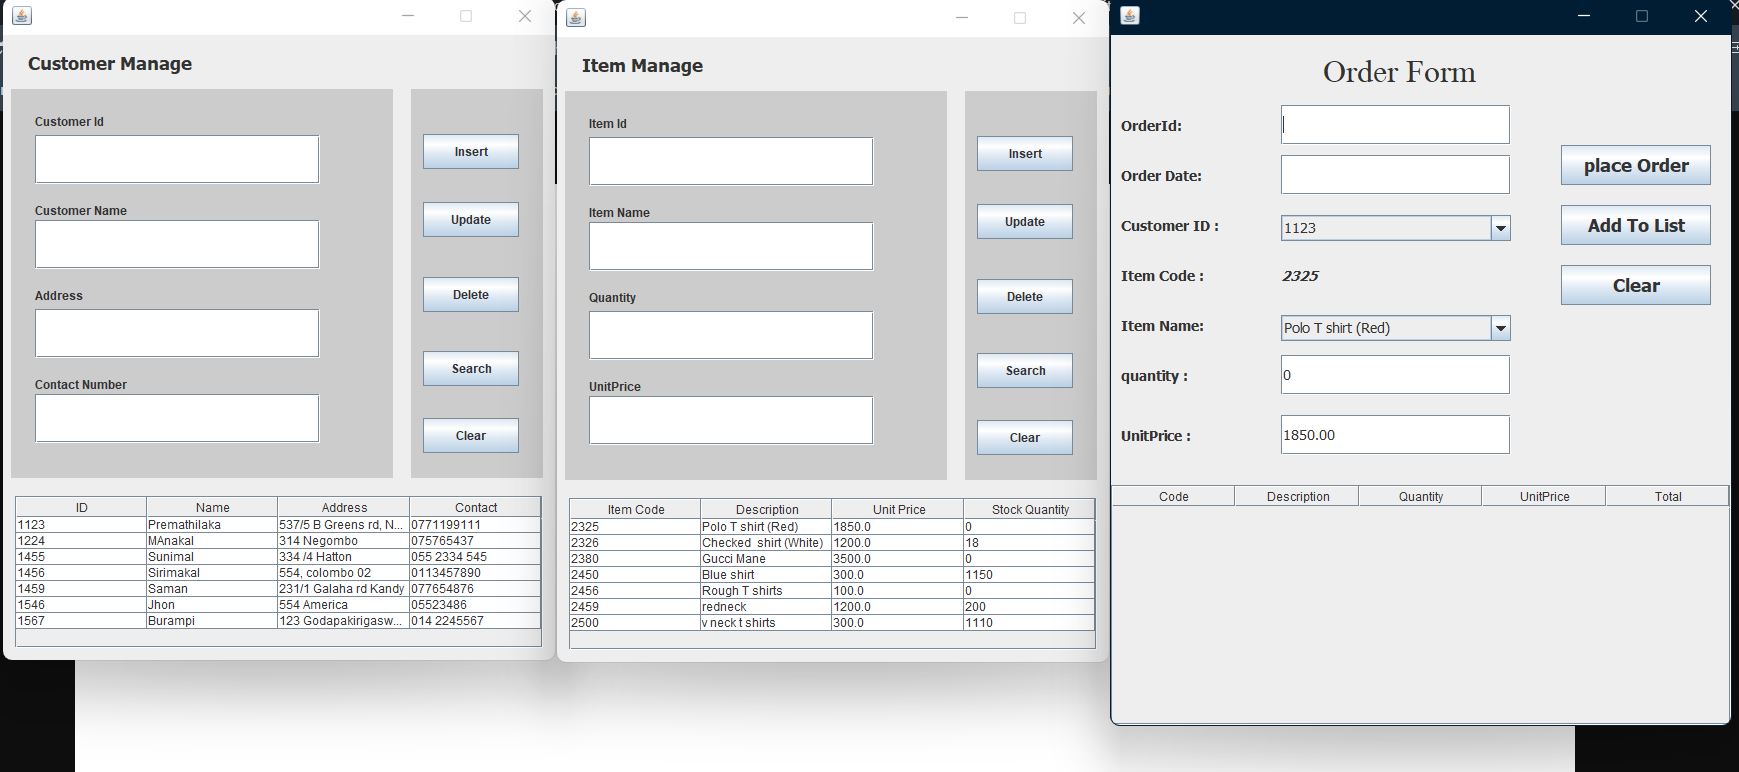 Customer Manage
Customer Id
Insert
Customer Name
Update
Address
Delete
Contact Number
Search
Clear
ID Name Address Contact
1123 Premathilaka 537/5 B Greens rd, N... 0771199111
1224 MAnakal 314 Negombo 075765437
1455 Sunimal 334 /4 Hatton 055 2334 545
1456 Sirimakal 554, colombo 02 0113457890
1459 Saman 231/1 Galaha rd Kandy 077654876
1546 Jhon 554 America 05523486
1567 Burampi 123 Godapakirigasw... 014 2245567
Item Manage
Item Id
Insert
Item Name
Update
Quantity
Delete
UnitPrice
Search
Clear
Item Code Description Unit Price Stock Quantity
2325 Polo T shirt (Red) 1850.0 0
2326 Checked  shirt (White) 1200.0 18
2380 Gucci Mane 3500.0 0
2450 Blue shirt 300.0 1150
2456 Rough T shirts 100.0 0
2459 redneck 1200.0 200
2500 v neck t shirts 300.0 1110
Order Form
OrderId:
Order Date:
place Order
Customer ID : 1123
Add To List
Item Code : 2325
Clear
Item Name: Polo T shirt (Red)
quantity : 0
UnitPrice : 1850.00
Code Description Quantity UnitPrice Total